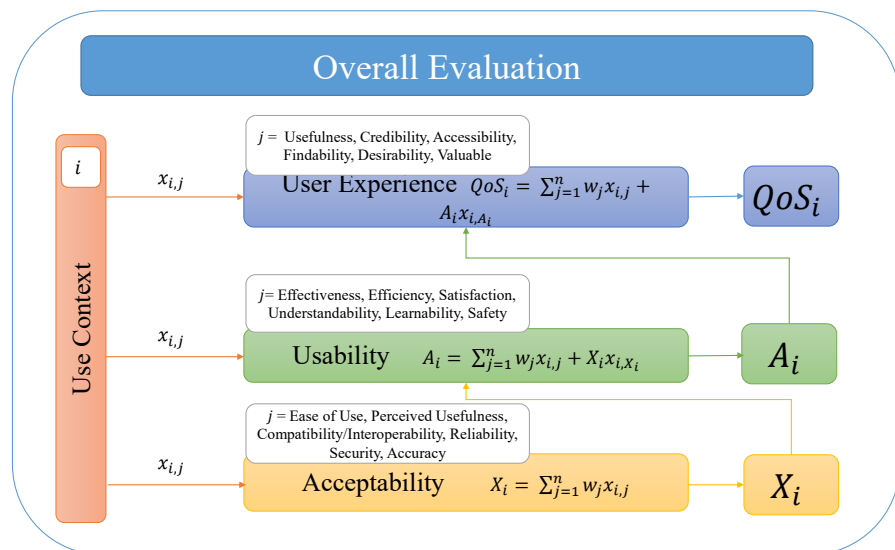 Overall Evaluation
Use Context
i
x_{i,j}
j = Usefulness, Credibility, Accessibility,
Findability, Desirability, Valuable
User Experience QoS_i = ∑_{j=1}^{n} w_j x_{i,j} +
A_i x_{i,A_i}
QoS_i
x_{i,j}
j= Effectiveness, Efficiency, Satisfaction,
Understandability, Learnability, Safety
Usability A_i = ∑_{j=1}^{n} w_j x_{i,j} + X_i x_{i,X_i}
A_i
x_{i,j}
j = Ease of Use, Perceived Usefulness,
Compatibility/Interoperability, Reliability,
Security, Accuracy
Acceptability X_i = ∑_{j=1}^{n} w_j x_{i,j}
X_i